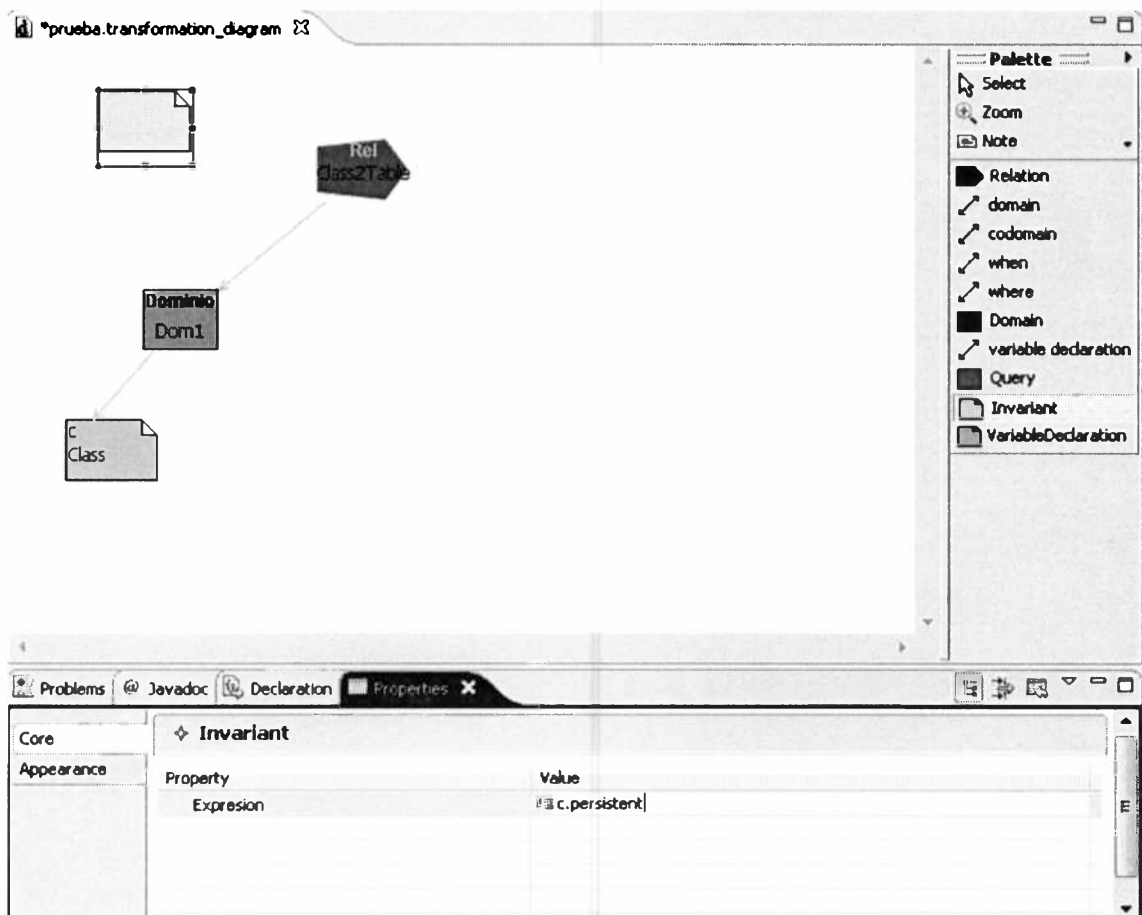 *prueba.transformation_diagram
Palette
Select
Zoom
Note
Relation
domain
codomain
when
where
Domain
variable declaration
Query
Invariant
VariableDeclaration
Rel
Class2Table
Dominio
Dom1
C
Class
Problems @ Javadoc Declaration Properties
Core
Appearance
Invariant
Property Value
Expresion c.persistent